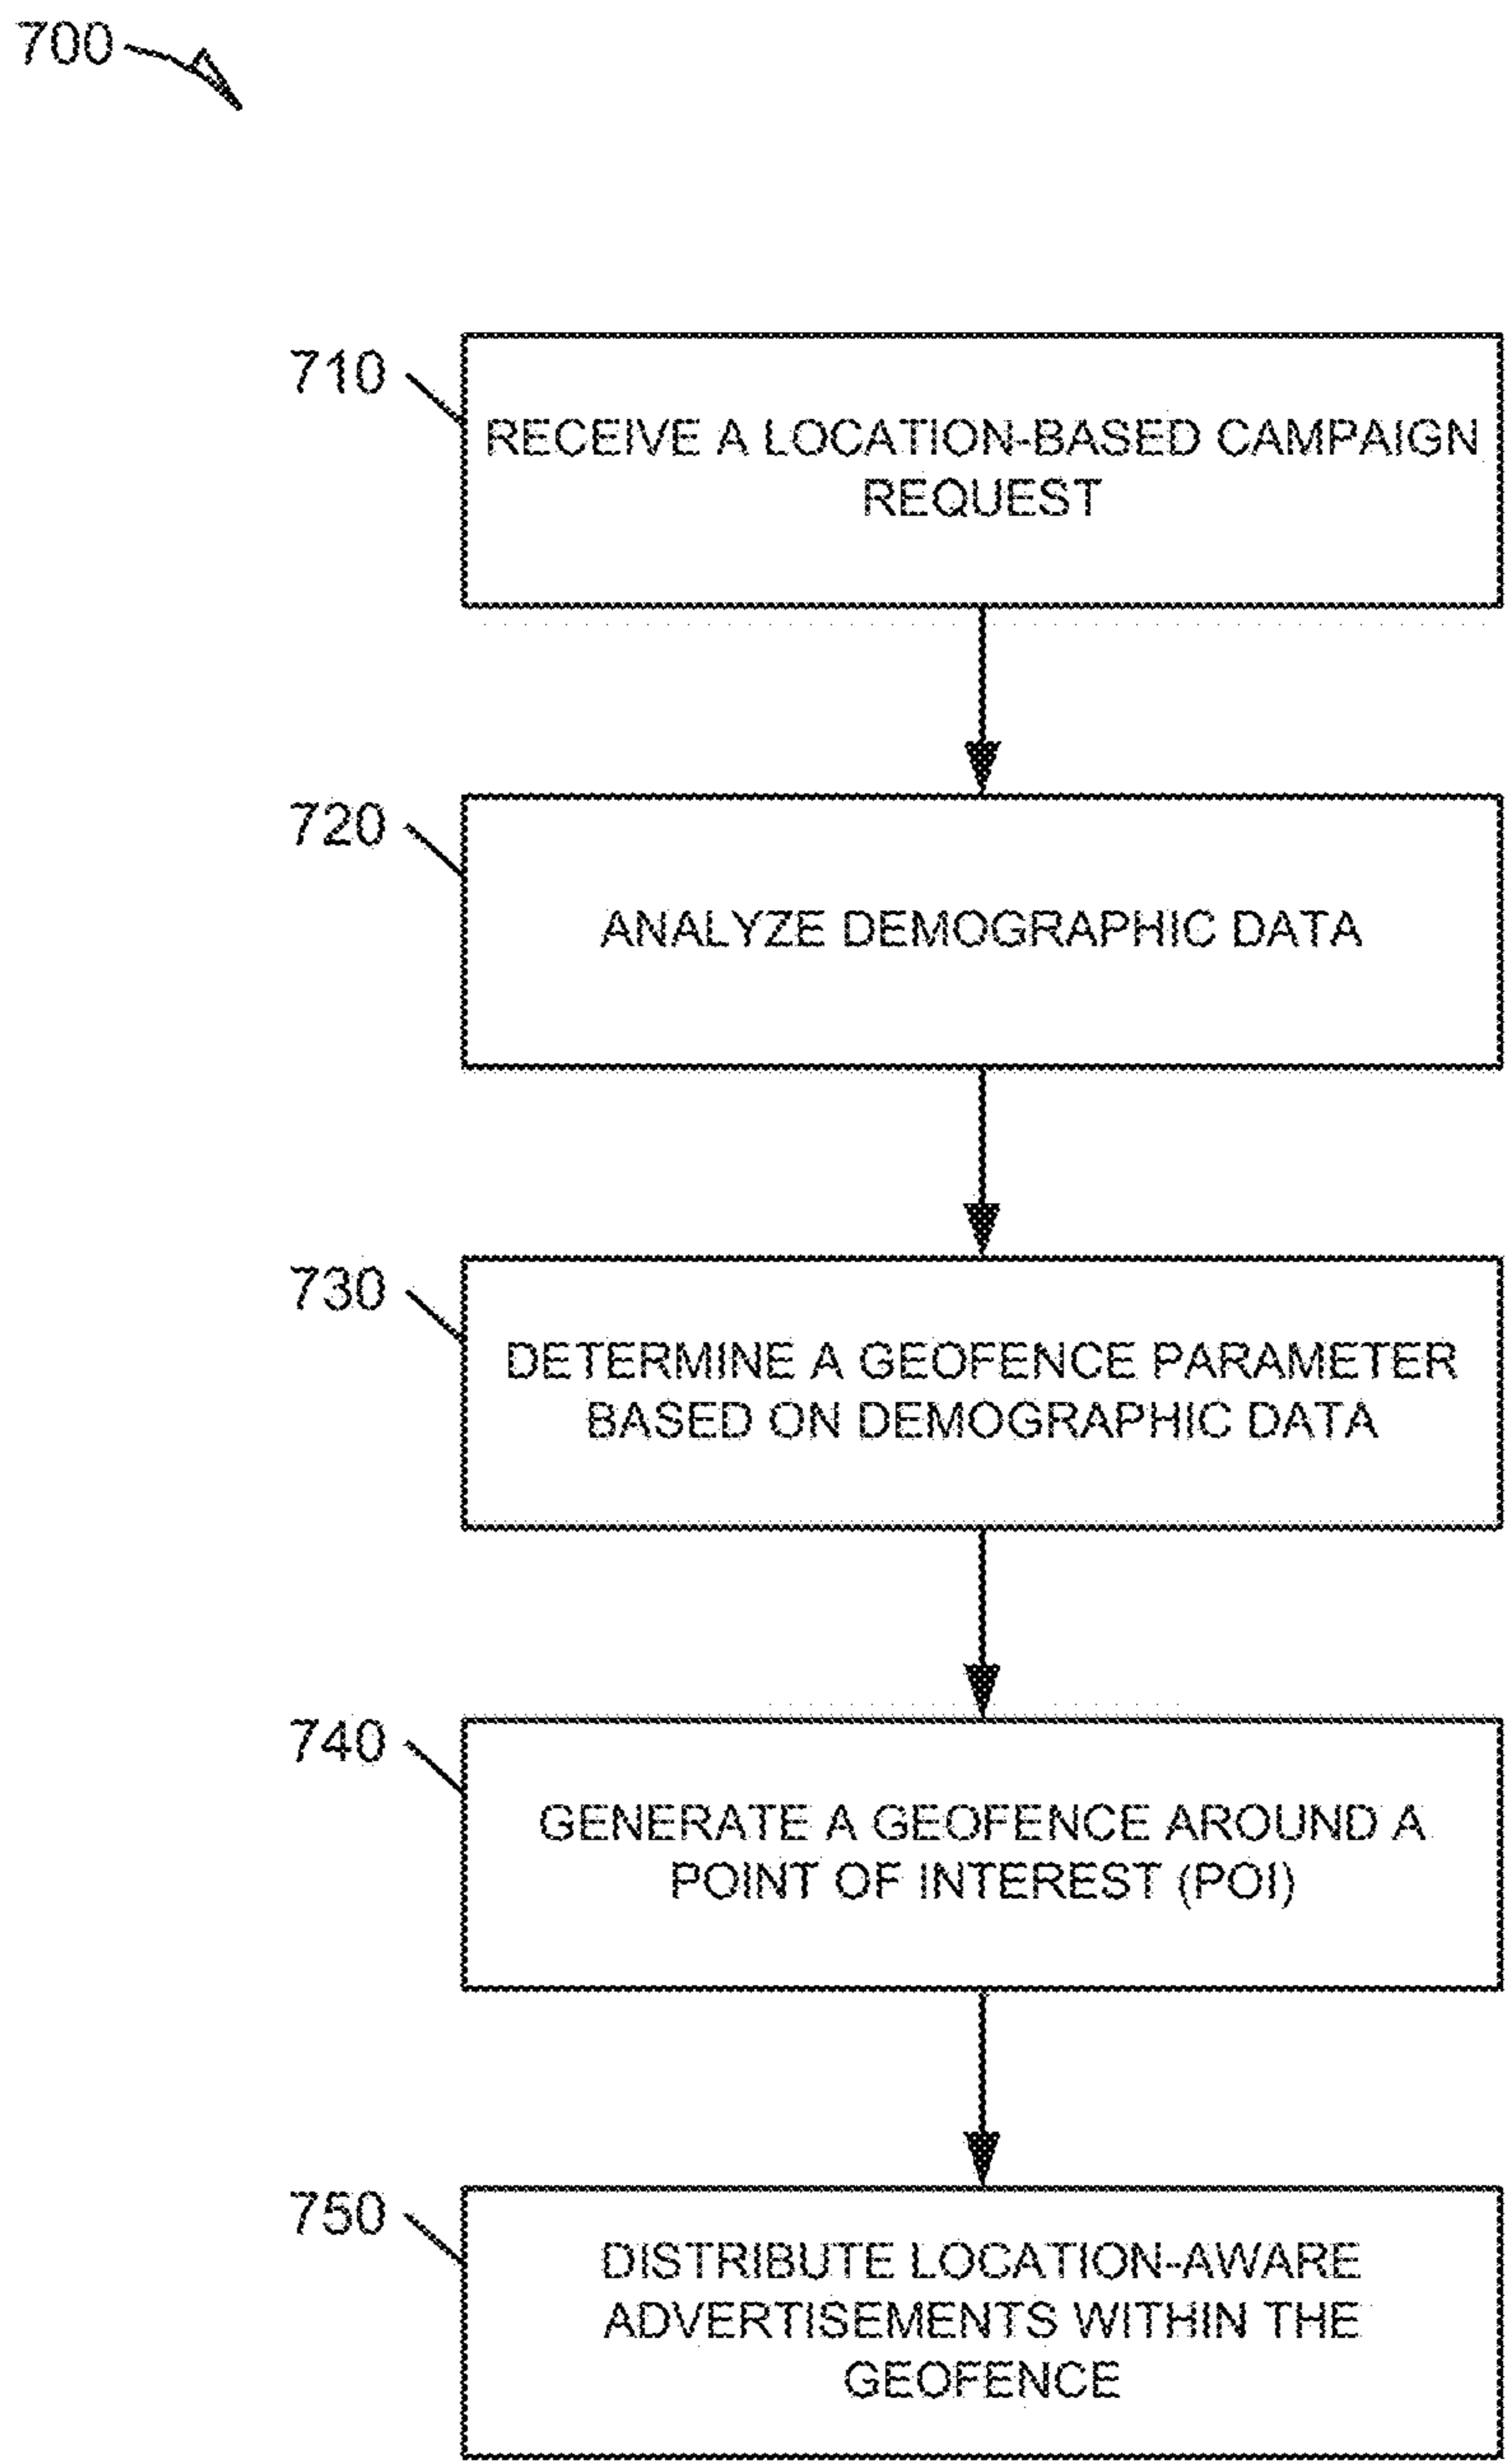 700
710
RECEIVE A LOCATION-BASED CAMPAIGN
REQUEST
720
ANALYZE DEMOGRAPHIC DATA
730
DETERMINE A GEOFENCE PARAMETER
BASED ON DEMOGRAPHIC DATA
740
GENERATE A GEOFENCE AROUND A
POINT OF INTEREST (POI)
750
DISTRIBUTE LOCATION-AWARE
ADVERTISEMENTS WITHIN THE
GEOFENCE